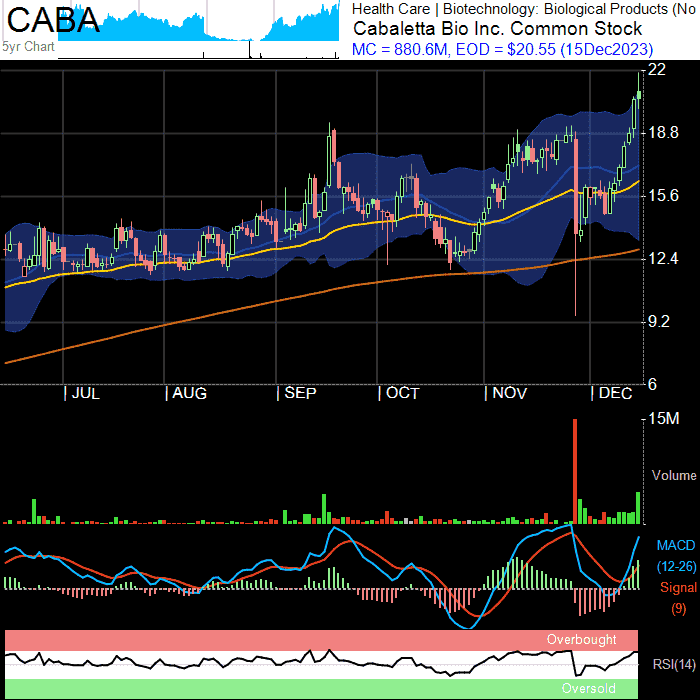 CABA
5yr Chart
Health Care | Biotechnology: Biological Products (No
Cabaletta Bio Inc. Common Stock
MC = 880.6M, EOD = $20.55 (15Dec2023)
22
18.8
15.6
12.4
9.2
6
| JUL | AUG | SEP | OCT | NOV | DEC
15M
Volume
MACD
(12-26)
Signal
(9)
Overbought
RSI(14)
Oversold